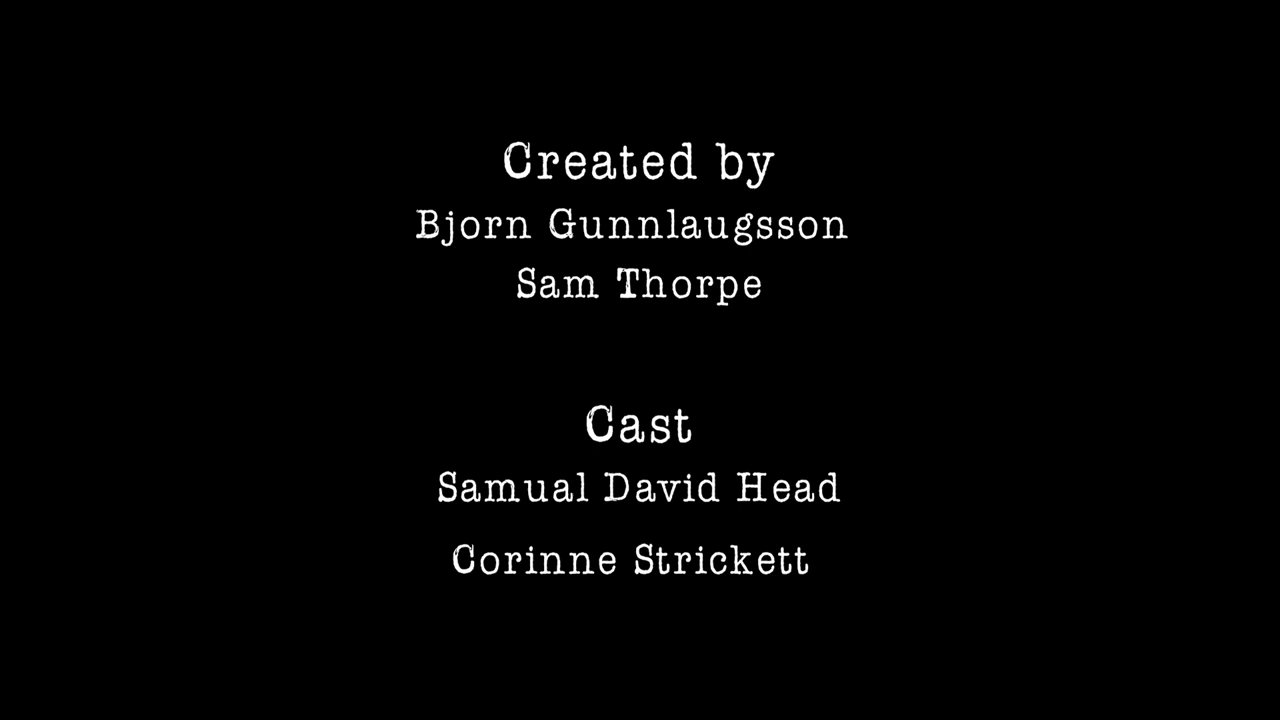 Created by
Bjorn Gunnlaugsson
Sam Thorpe
Cast
Samual David Head
Corinne Strickett